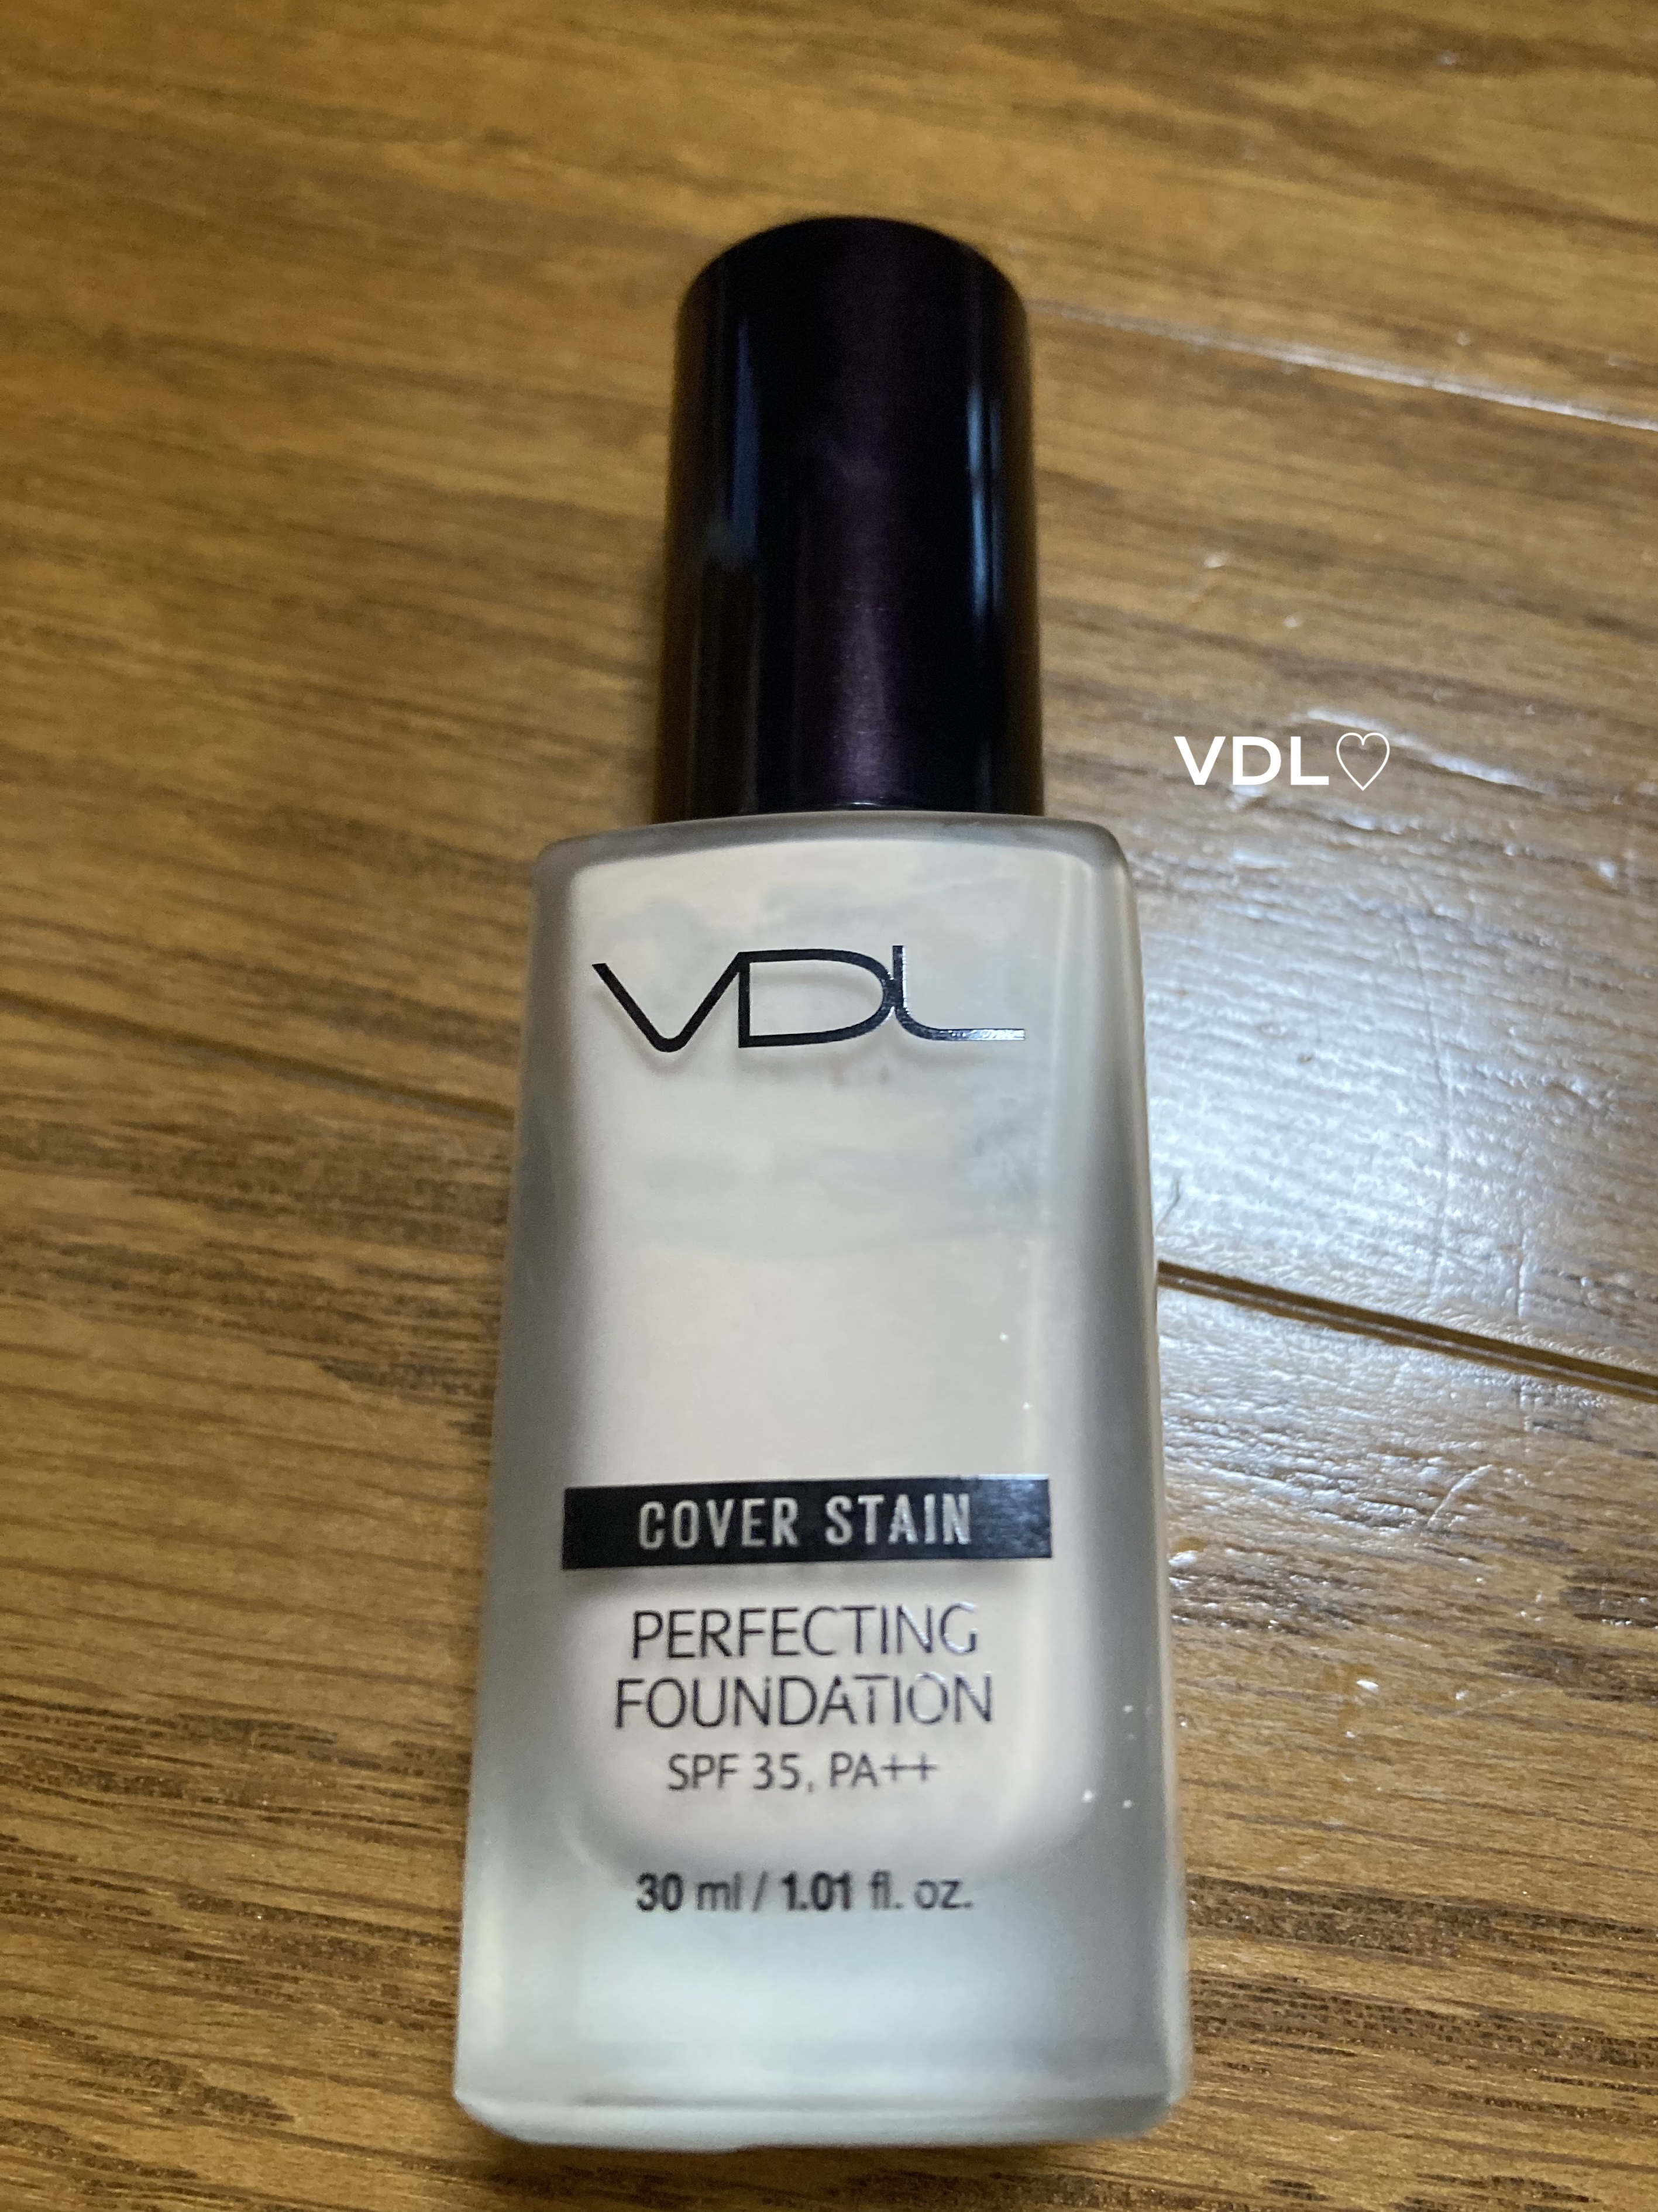 VDL♡
VDL
COVER STAIN
PERFECTING
FOUNDATION
SPF 35, PA++
30 ml / 1.01 fl. oz.